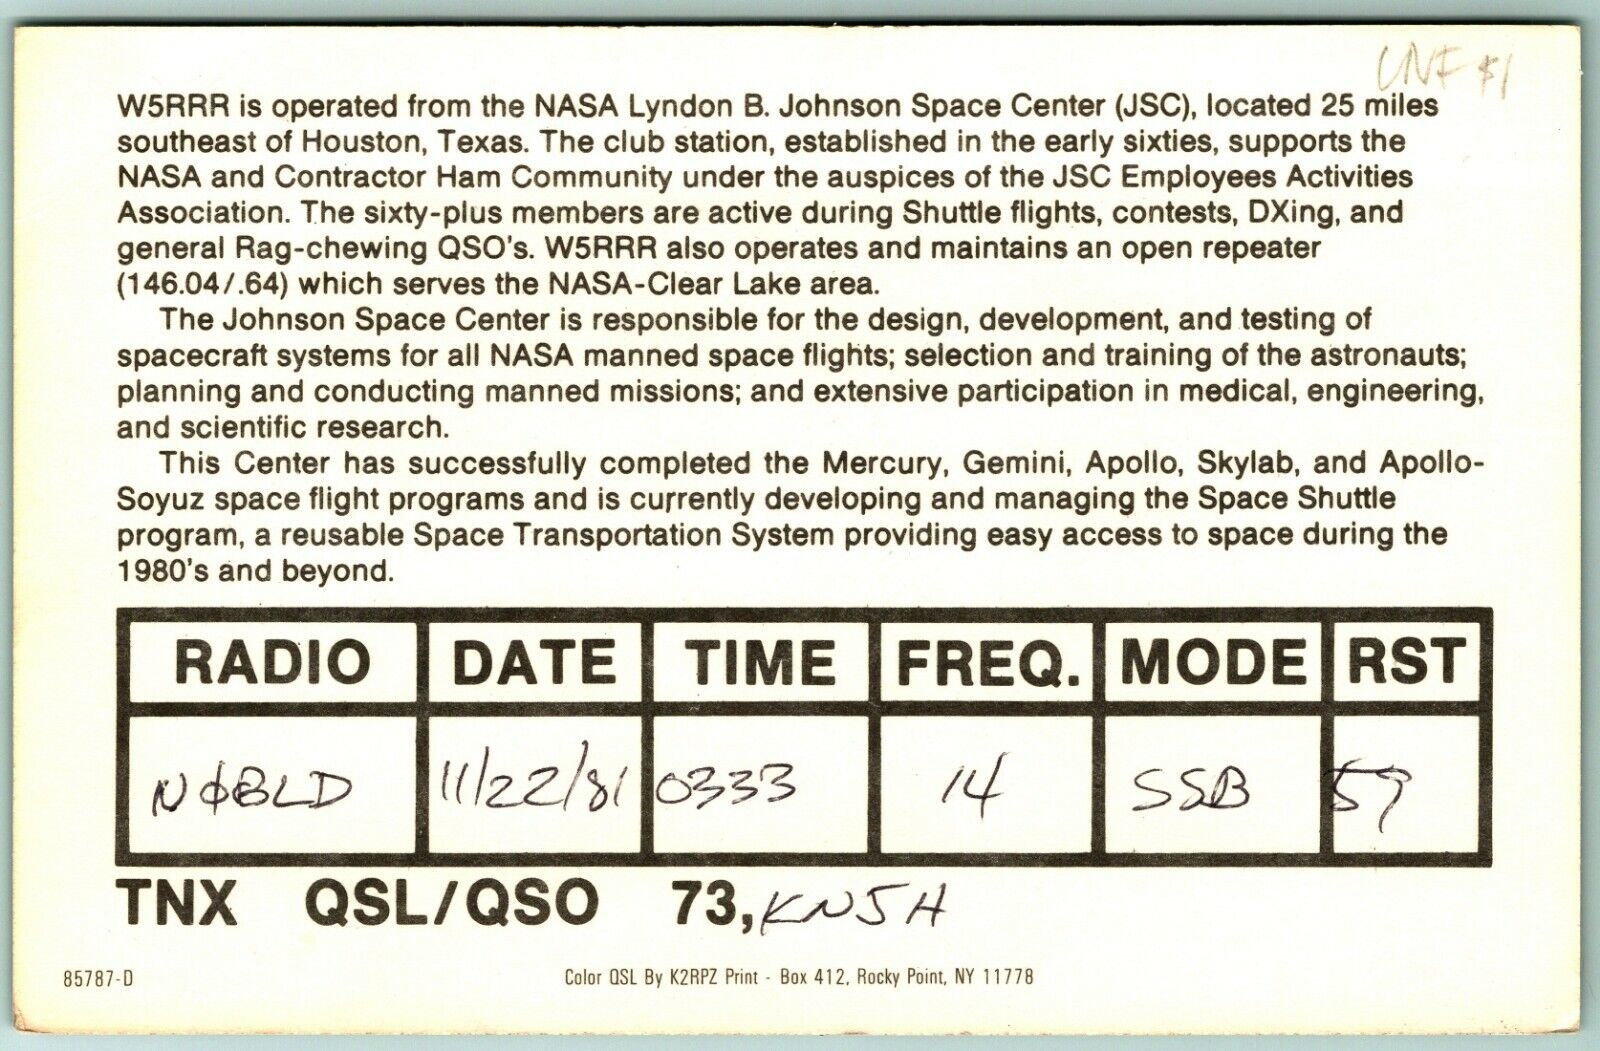 UNF $1
W5RRR is operated from the NASA Lyndon B. Johnson Space Center (JSC), located 25 miles
southeast of Houston, Texas. The club station, established in the early sixties, supports the
NASA and Contractor Ham Community under the auspices of the JSC Employees Activities
Association. The sixty-plus members are active during Shuttle flights, contests, DXing, and
general Rag-chewing QSO's. W5RRR also operates and maintains an open repeater
(146.04/.64) which serves the NASA-Clear Lake area.
The Johnson Space Center is responsible for the design, development, and testing of
spacecraft systems for all NASA manned space flights; selection and training of the astronauts;
planning and conducting manned missions; and extensive participation in medical, engineering,
and scientific research.
This Center has successfully completed the Mercury, Gemini, Apollo, Skylab, and Apollo-
Soyuz space flight programs and is currently developing and managing the Space Shuttle
program, a reusable Space Transportation System providing easy access to space during the
1980's and beyond.
RADIO DATE TIME FREQ. MODE RST
NØBLD 11/22/81 0333 14 SSB 59
TNX QSL/QSO 73, KN5H
85787-D Color QSL By K2RPZ Print - Box 412, Rocky Point, NY 11778